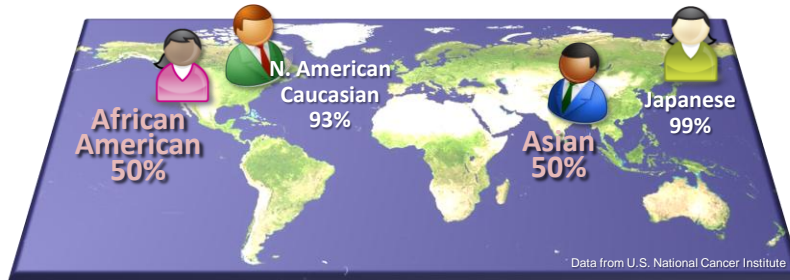 African
American
50%
N. American
Caucasian
93%
Asian
50%
Japanese
99%
Data from U.S. National Cancer Institute